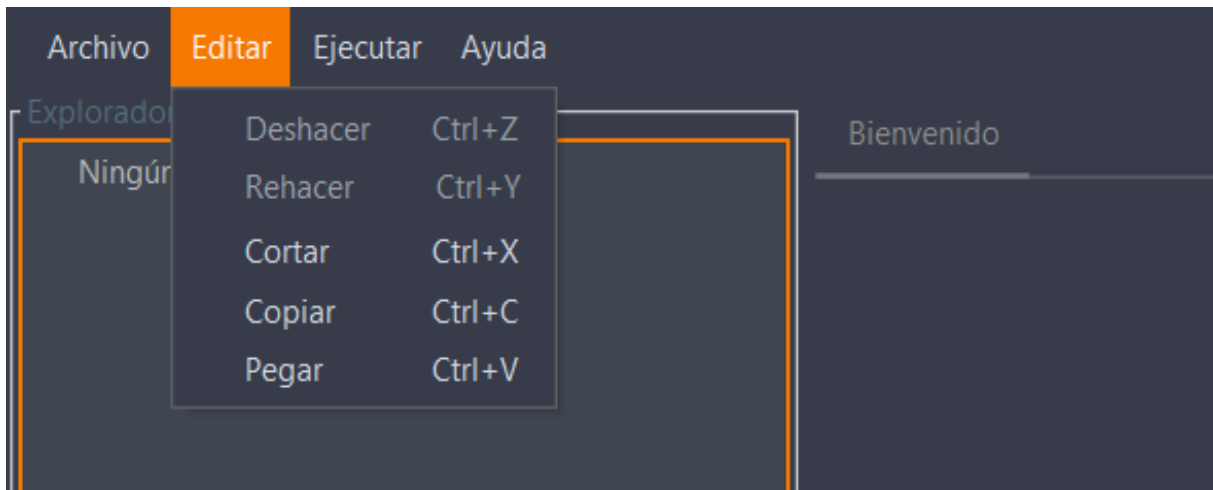 Archivo Editar Ejecutar Ayuda
Deshacer Ctrl+Z
Rehacer Ctrl+Y
Cortar Ctrl+X
Copiar Ctrl+C
Pegar Ctrl+V
Bienvenido